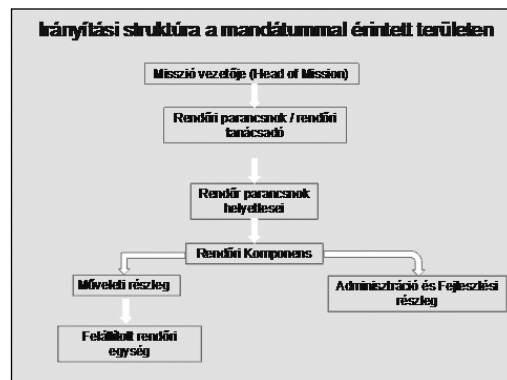 Irányítási struktúra a mandátummal érintett területen
Misszió vezetője (Head of Mission)
Rendőri parancsnok / rendőri
tanácsadó
Rendőr parancsnok
helyettesei
Rendőri Komponens
Műveleti részleg
Adminisztráció és Fejlesztési
részleg
Felállított rendőri
egység